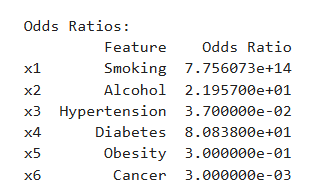 Odds Ratios:
Feature Odds Ratio
x1 Smoking 7.756073e+14
x2 Alcohol 2.195700e+01
x3 Hypertension 3.700000e-02
x4 Diabetes 8.083800e+01
x5 Obesity 3.000000e-01
x6 Cancer 3.000000e-03